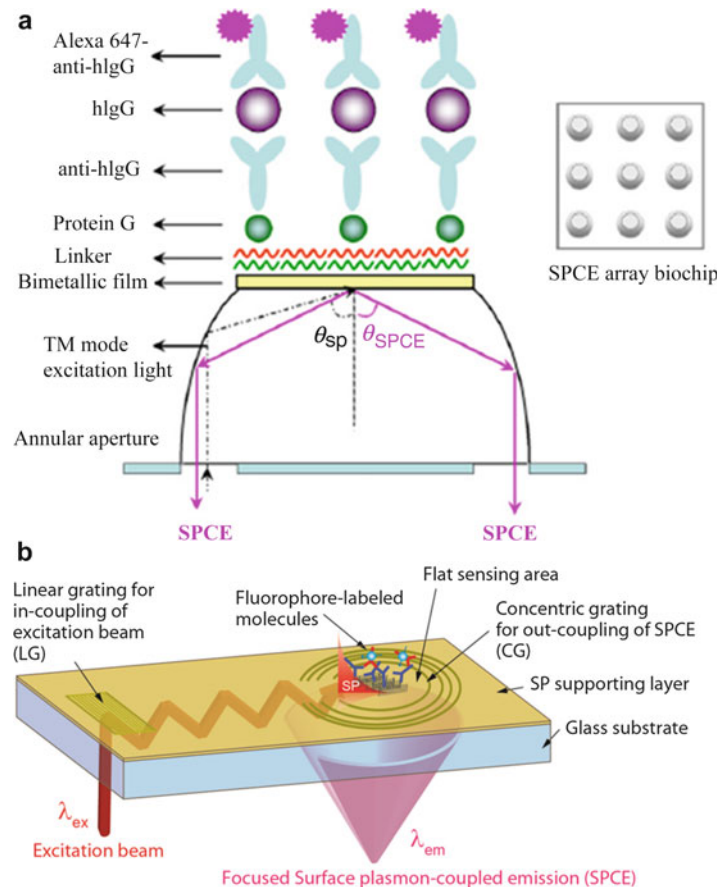 a
Alexa 647-
anti-hIgG
hIgG
anti-hIgG
Protein G
Linker
Bimetallic film
θsp
θSPCE
TM mode
excitation light
Annular aperture
SPCE
SPCE
SPCE array biochip
b
Linear grating for
in-coupling of
excitation beam
(LG)
Fluorophore-labeled
molecules
Flat sensing area
Concentric grating
for out-coupling of SPCE
(CG)
SP
SP supporting layer
Glass substrate
λex
Excitation beam
λem
Focused Surface plasmon-coupled emission (SPCE)